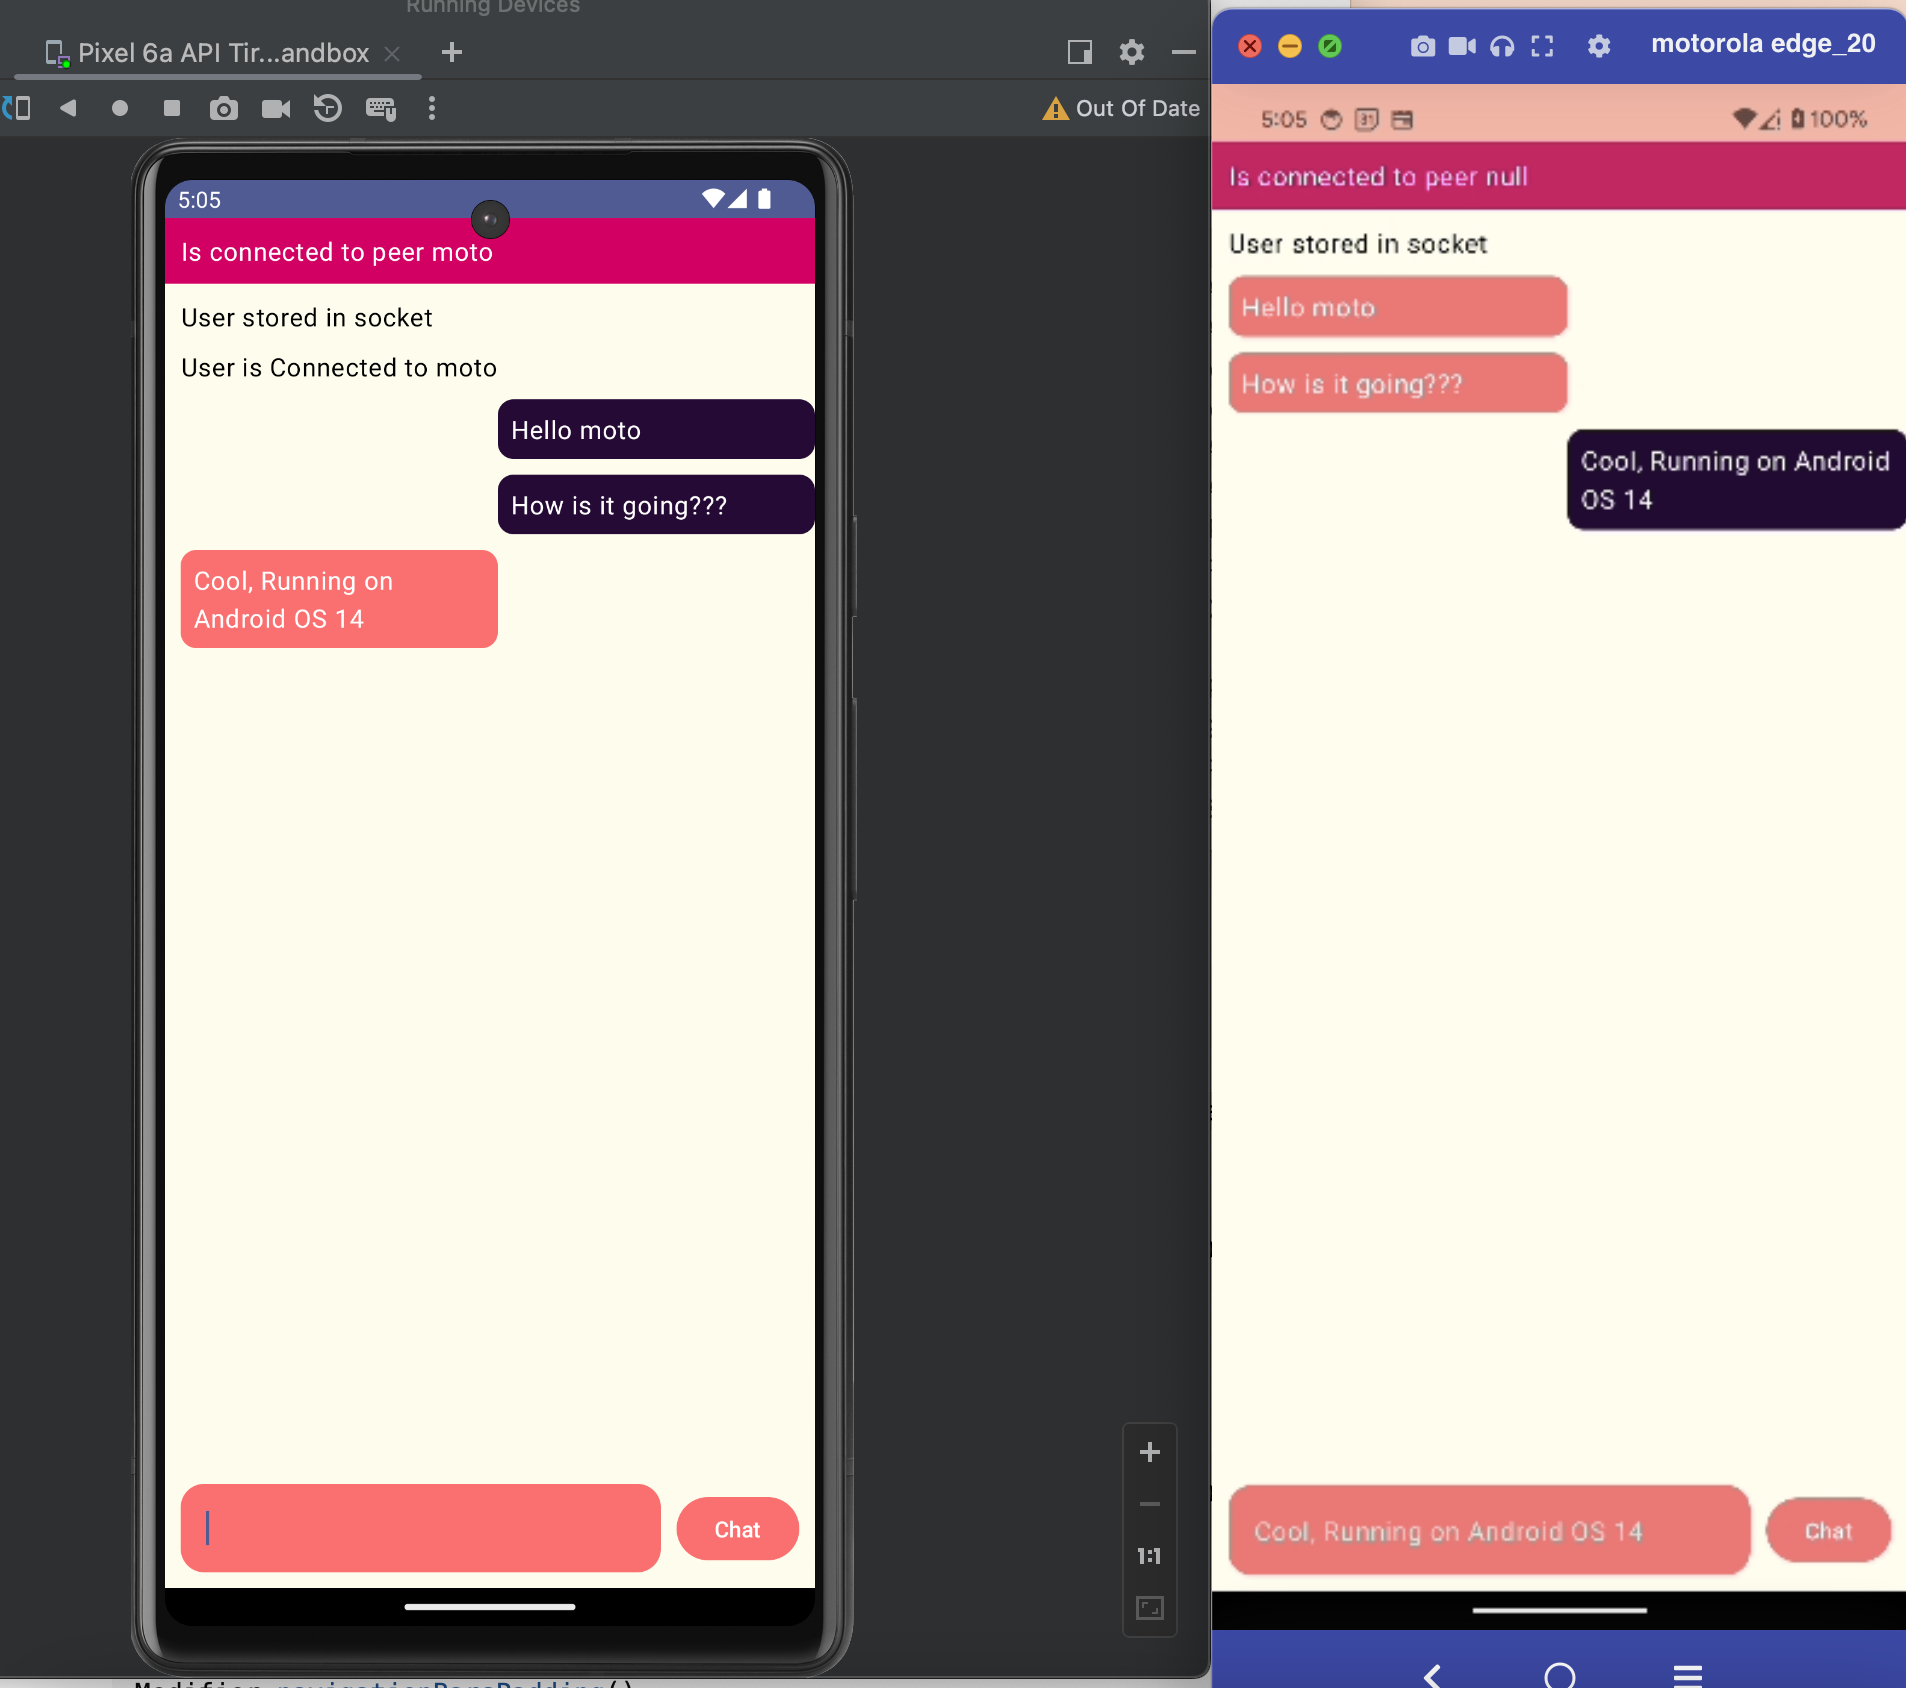 Running Devices
Pixel 6a API Tir...andbox
Out Of Date
5:05
Is connected to peer moto
User stored in socket
User is Connected to moto
Hello moto
How is it going???
Cool, Running on
Android OS 14
Chat
1:1
motorola edge_20
5:05
31
100%
Is connected to peer null
User stored in socket
Hello moto
How is it going???
Cool, Running on Android
OS 14
Cool, Running on Android OS 14
Chat
Modifier.navigationBarsPadding()